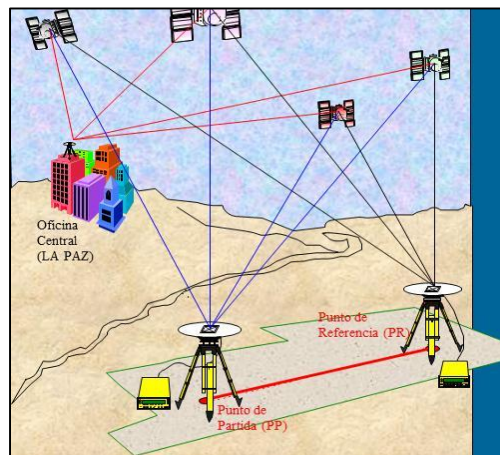 Oficina
Central
(LA PAZ)
Punto de
Referencia (PR)
Punto de
Partida (PP)